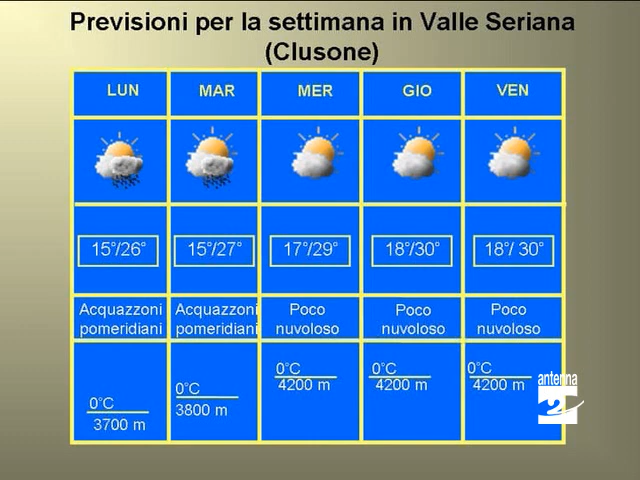 Previsioni per la settimana in Valle Seriana
(Clusone)
LUN MAR MER GIO VEN
15°/26° 15°/27° 17°/29° 18°/30° 18°/ 30°
Acquazzoni Acquazzoni Poco Poco Poco
pomeridiani pomeridiani nuvoloso nuvoloso nuvoloso
0°C 0°C 0°C 0°C 0°C
3700 m 3800 m 4200 m 4200 m 4200 m
antenna
2